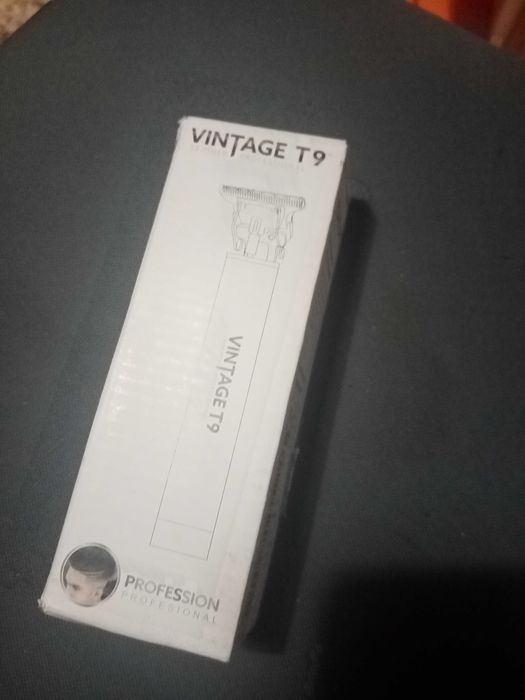 VINTAGE T9
VINTAGE T9
PROFESSION
PROFESIONAL